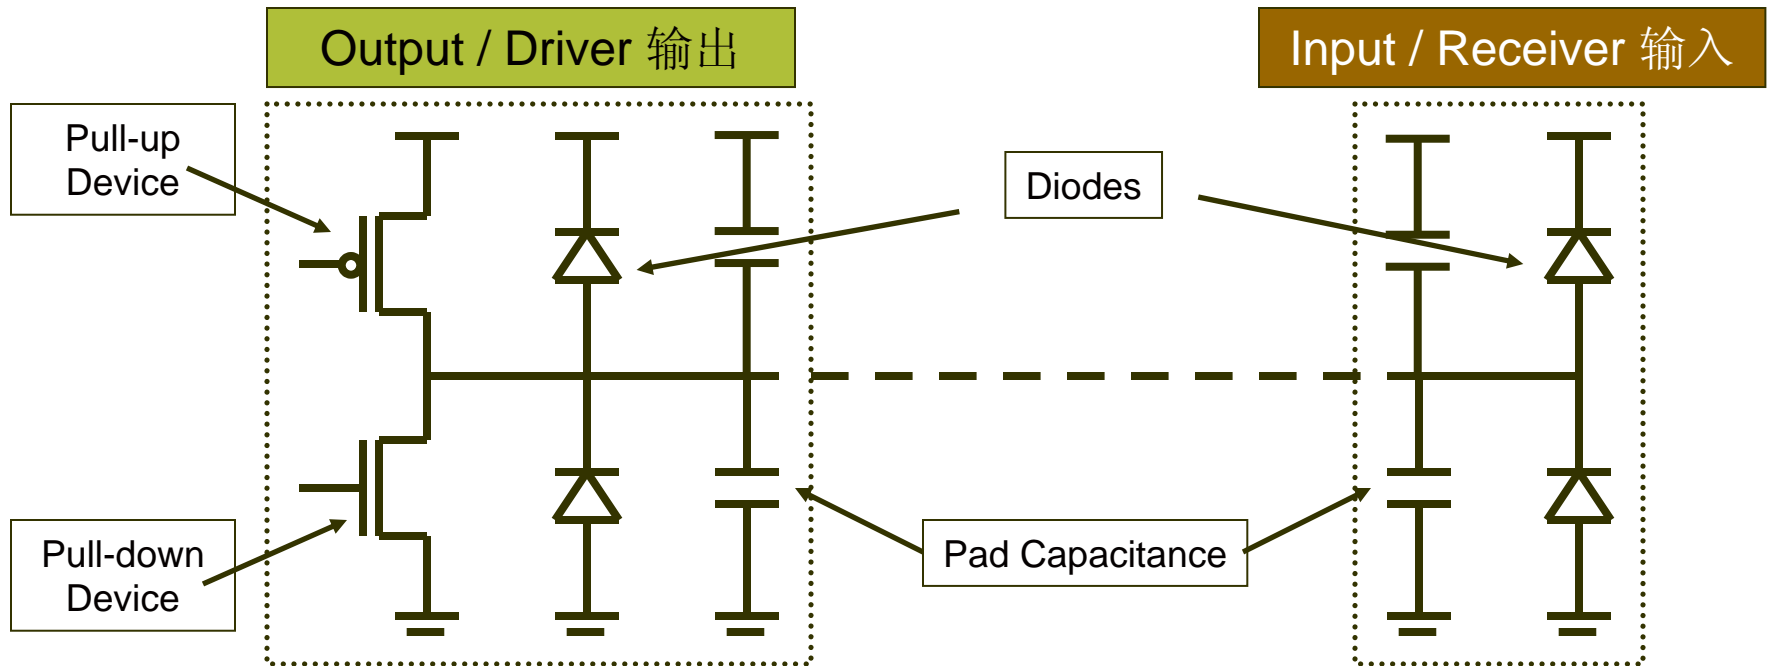 Output / Driver 输出
Input / Receiver 输入
Pull-up
Device
Diodes
Pull-down
Device
Pad Capacitance